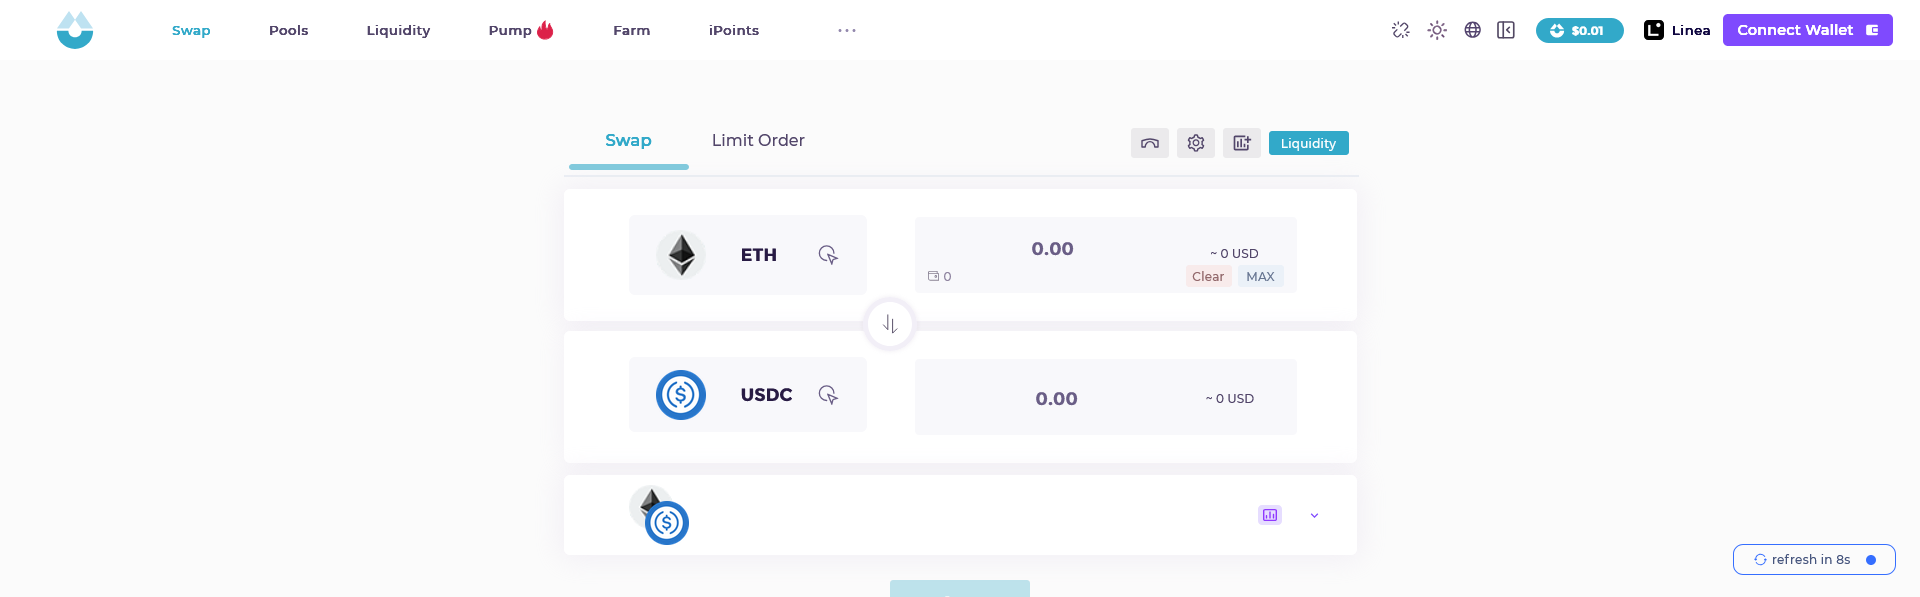 Swap Pools Liquidity Pump Farm iPoints ··· $0.01 Linea Connect Wallet
Swap Limit Order Liquidity
ETH 0.00 ~ 0 USD
0 Clear MAX
USDC 0.00 ~ 0 USD
refresh in 8s